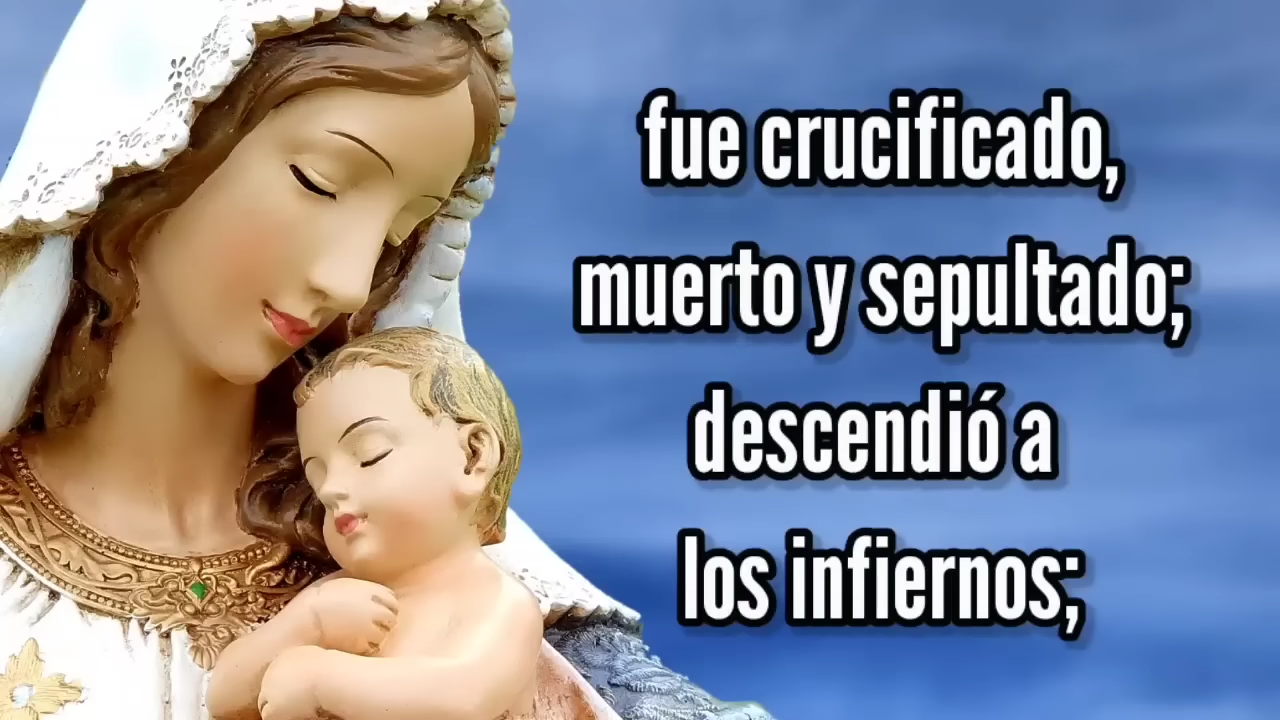 fue crucificado,
muerto y sepultado;
descendió a
los infiernos;